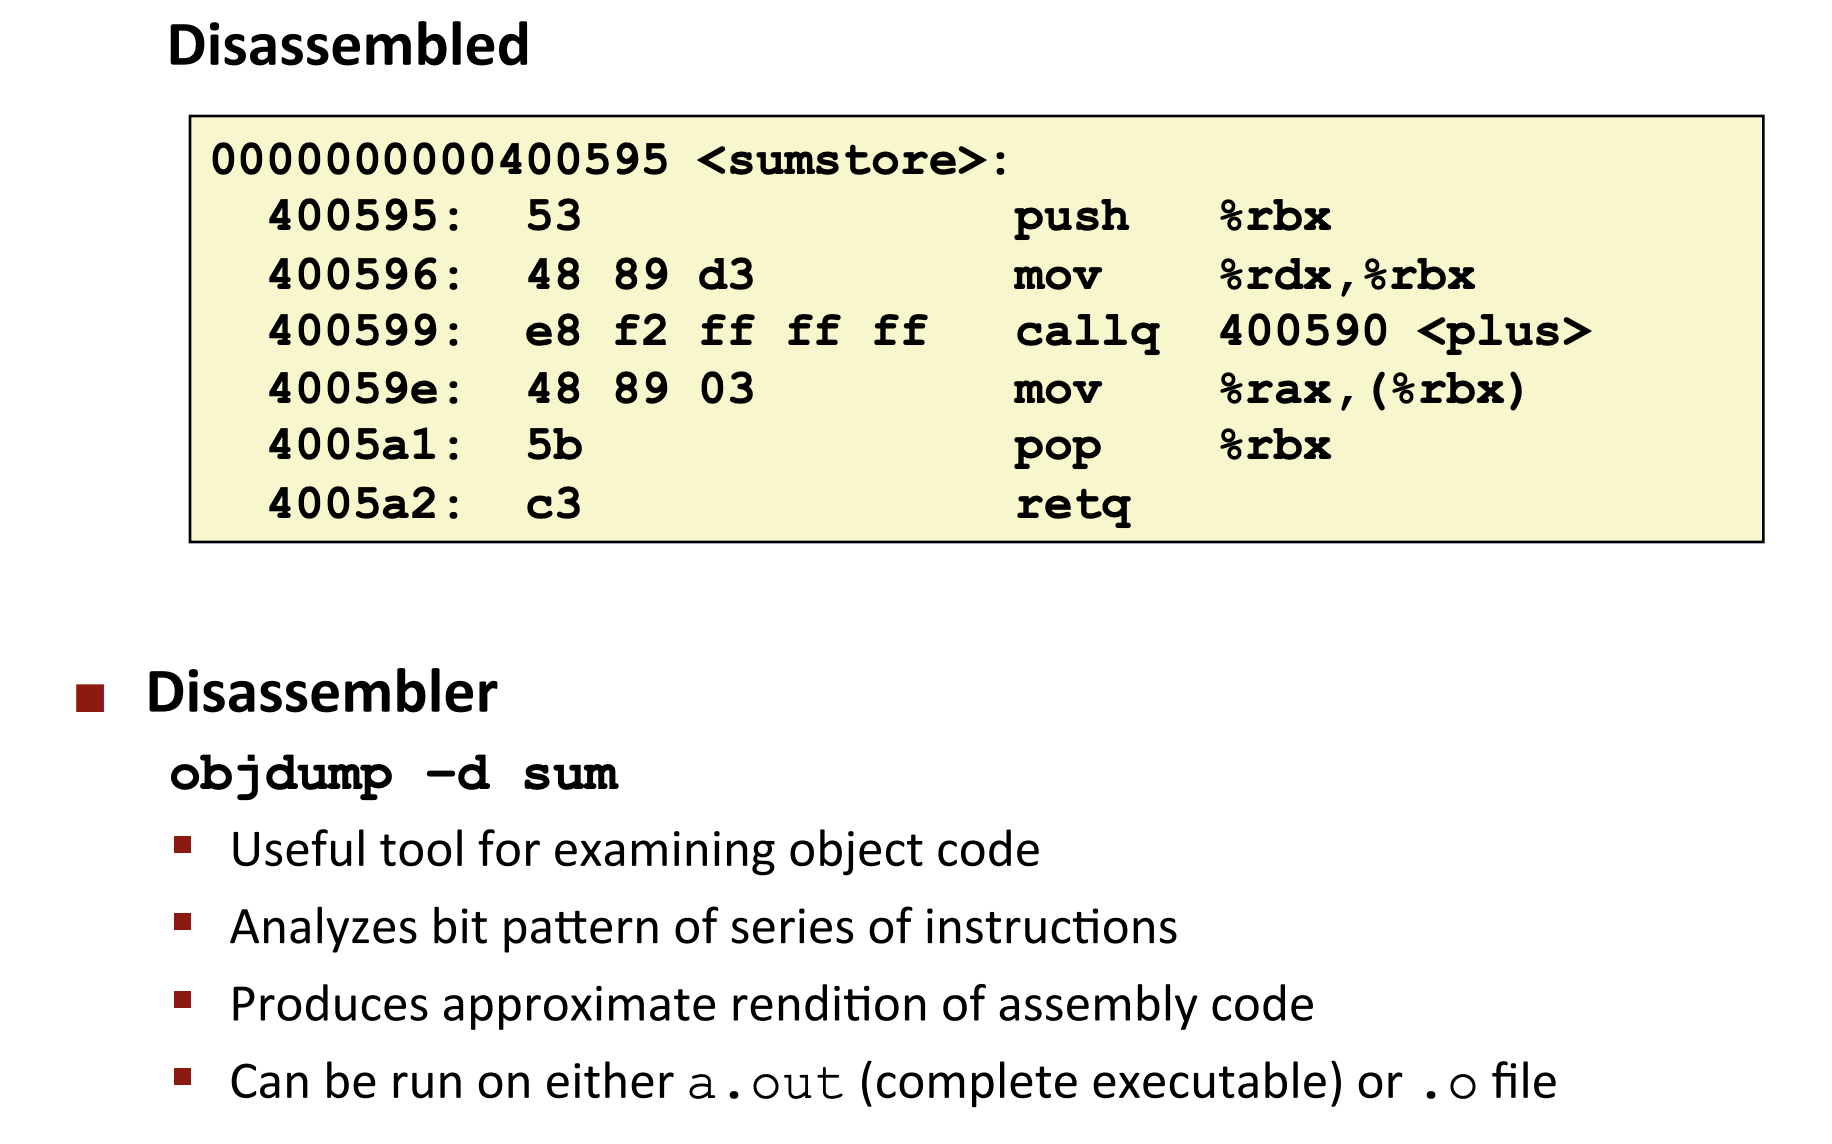 Disassembled
0000000000400595 <sumstore>:
400595: 53 push %rbx
400596: 48 89 d3 mov %rdx,%rbx
400599: e8 f2 ff ff ff callq 400590 <plus>
40059e: 48 89 03 mov %rax,(%rbx)
4005a1: 5b pop %rbx
4005a2: c3 retq
Disassembler
objdump –d sum
Useful tool for examining object code
Analyzes bit pattern of series of instructions
Produces approximate rendition of assembly code
Can be run on either a.out (complete executable) or .o file